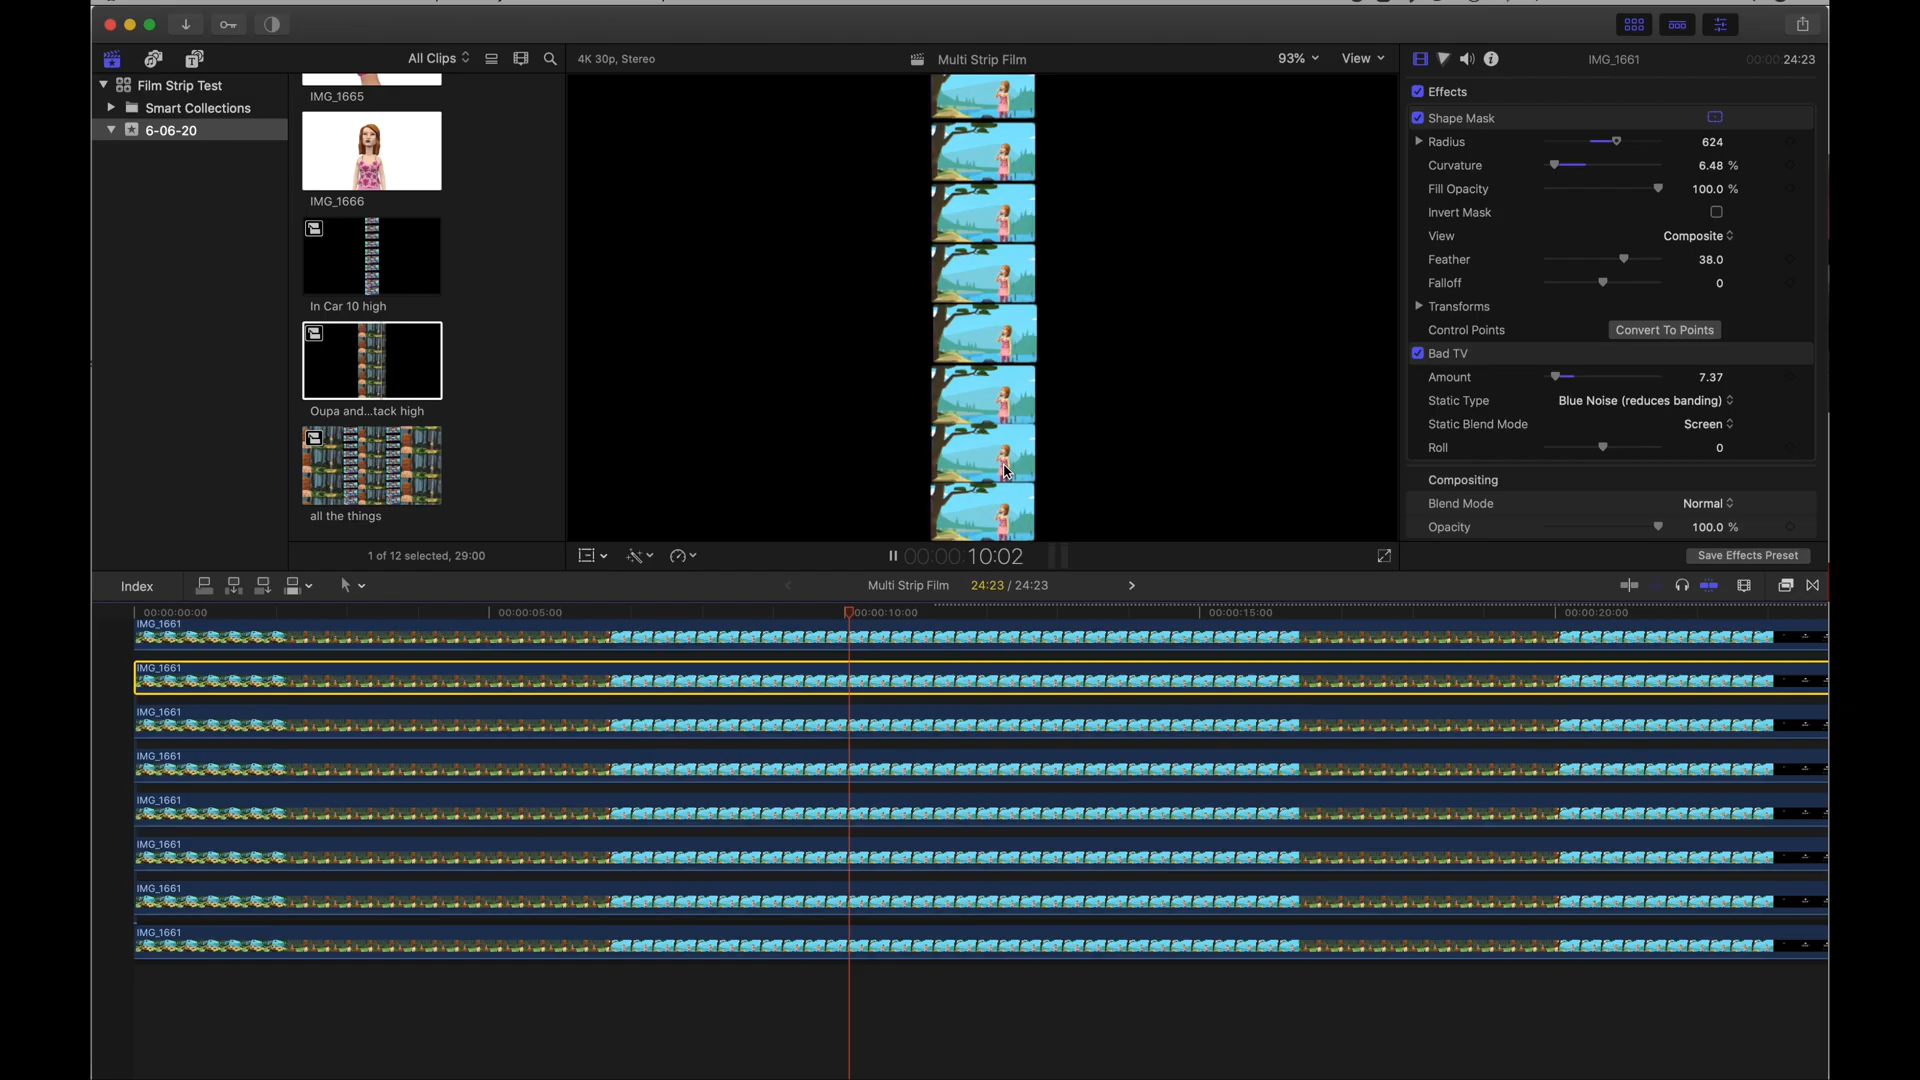 All Clips
4K 30p, Stereo
Multi Strip Film
93%
View
IMG_1661
00:00:24:23
Film Strip Test
Smart Collections
6-06-20
IMG_1665
IMG_1666
In Car 10 high
Oupa and...tack high
all the things
1 of 12 selected, 29:00
00:00:10:02
Effects
Shape Mask
Radius 624
Curvature 6.48 %
Fill Opacity 100.0 %
Invert Mask
View Composite
Feather 38.0
Falloff 0
Transforms
Control Points Convert To Points
Bad TV
Amount 7.37
Static Type Blue Noise (reduces banding)
Static Blend Mode Screen
Roll 0
Compositing
Blend Mode Normal
Opacity 100.0 %
Save Effects Preset
Index
Multi Strip Film 24:23 / 24:23
00:00:00:00 00:00:05:00 00:00:10:00 00:00:15:00 00:00:20:00
IMG_1661
IMG_1661
IMG_1661
IMG_1661
IMG_1661
IMG_1661
IMG_1661
IMG_1661